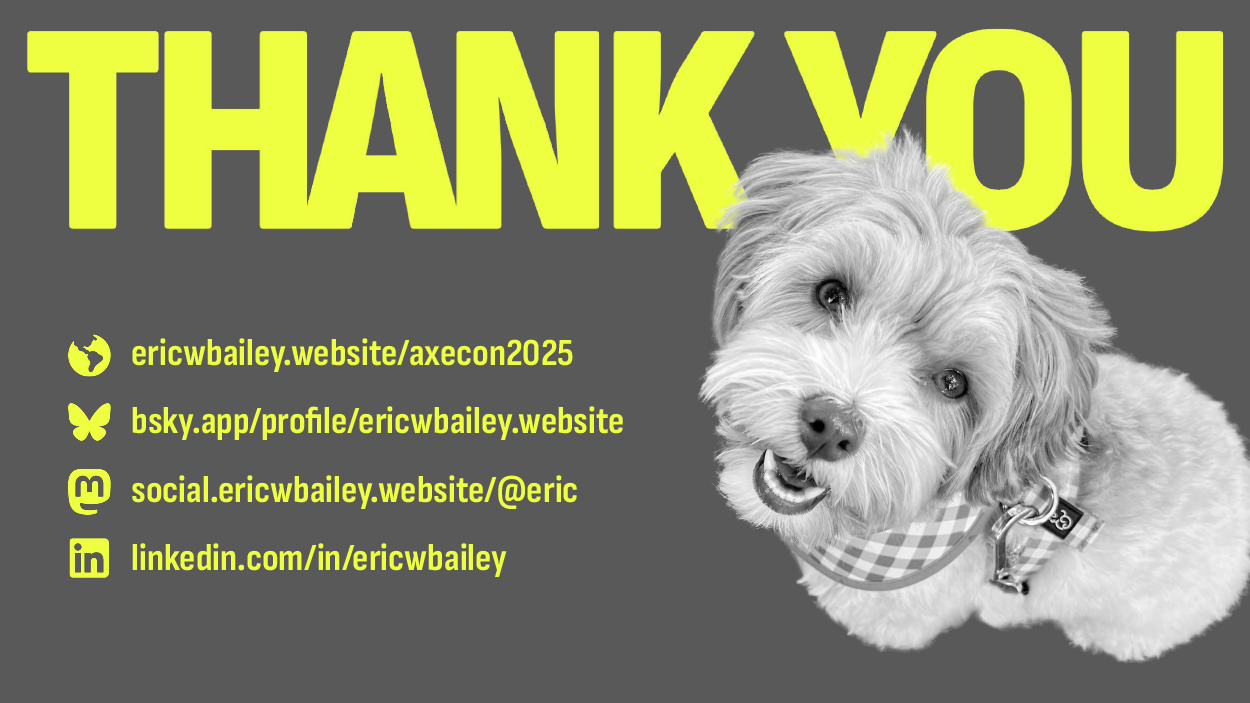 THANK YOU
ericwbailey.website/axecon2025
bsky.app/profile/ericwbailey.website
social.ericwbailey.website/@eric
linkedin.com/in/ericwbailey